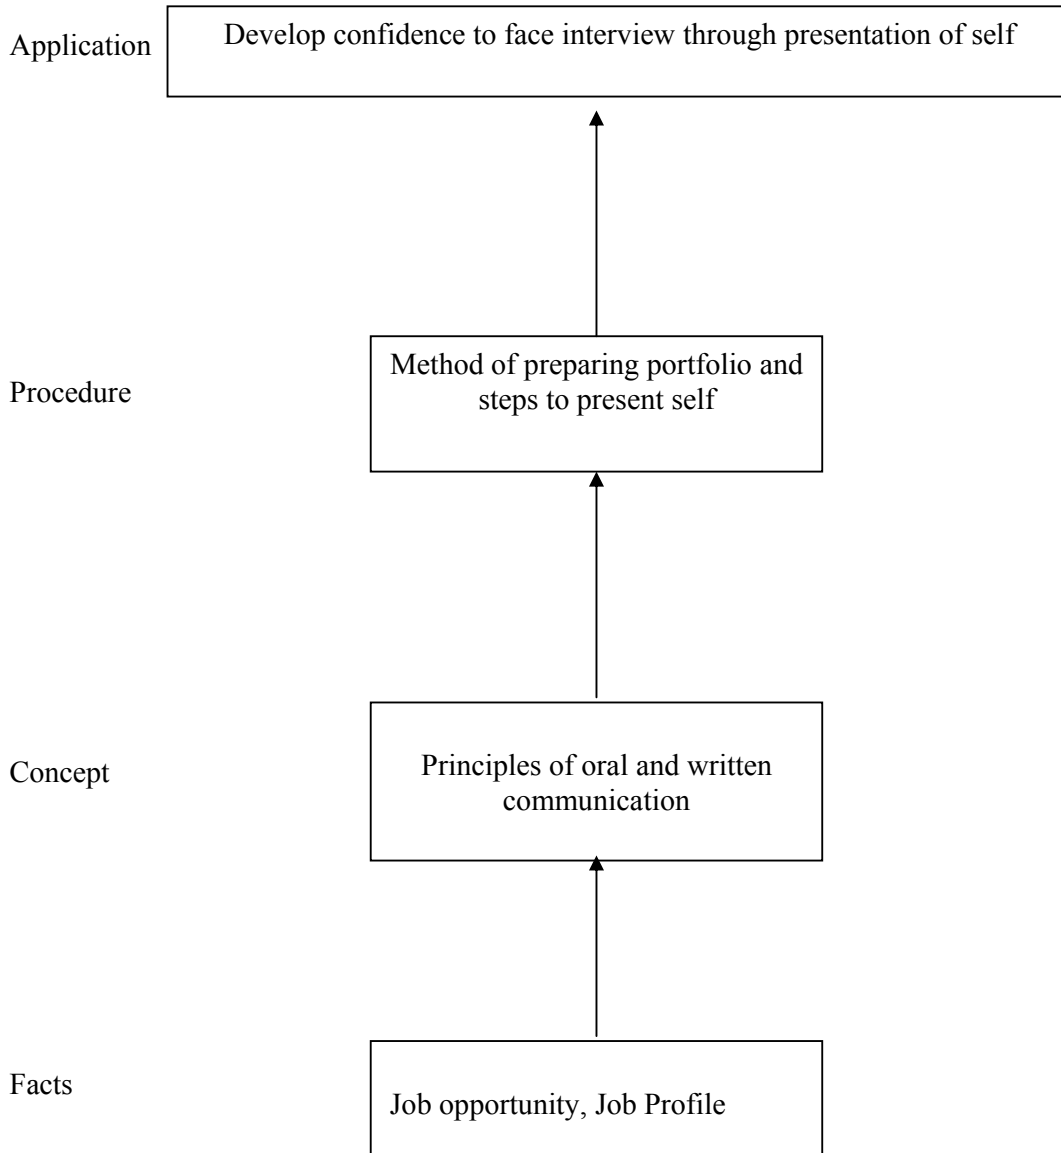 Application
Develop confidence to face interview through presentation of self
Procedure
Method of preparing portfolio and
steps to present self
Concept
Principles of oral and written
communication
Facts
Job opportunity, Job Profile